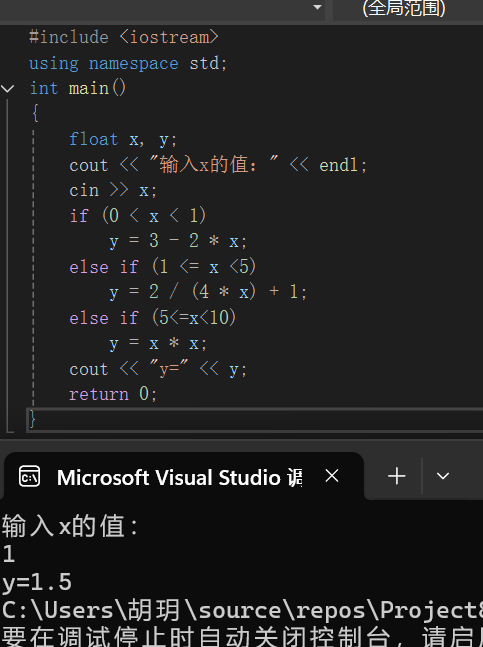 (全局范围)
#include <iostream>
using namespace std;
int main()
{
float x, y;
cout << "输入x的值：" << endl;
cin >> x;
if (0 < x < 1)
y = 3 - 2 * x;
else if (1 <= x <5)
y = 2 / (4 * x) + 1;
else if (5<=x<10)
y = x * x;
cout << "y=" << y;
return 0;
}
Microsoft Visual Studio 调
输入x的值：
1
y=1.5
C:\Users\胡玥\source\repos\Project8
要在调试停止时自动关闭控制台，请启用